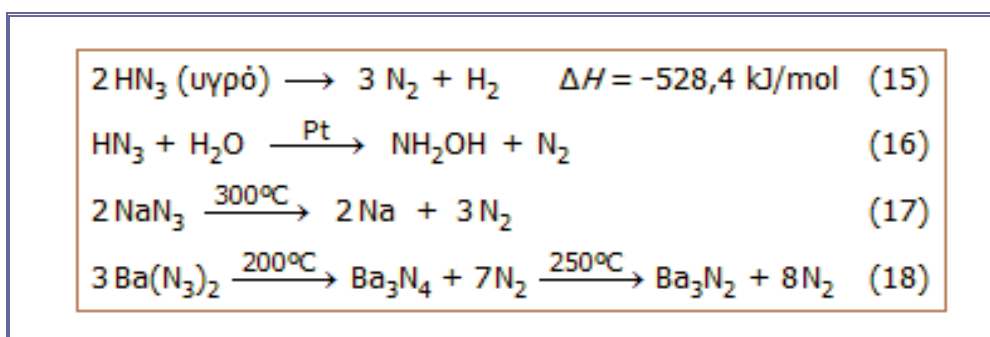 2 HN₃ (υγρό) ⟶ 3 N₂ + H₂ ΔH = –528,4 kJ/mol (15)
HN₃ + H₂O —Pt→ NH₂OH + N₂ (16)
2 NaN₃ —300ºC→ 2 Na + 3 N₂ (17)
3 Ba(N₃)₂ —200ºC→ Ba₃N₄ + 7N₂ —250ºC→ Ba₃N₂ + 8N₂ (18)